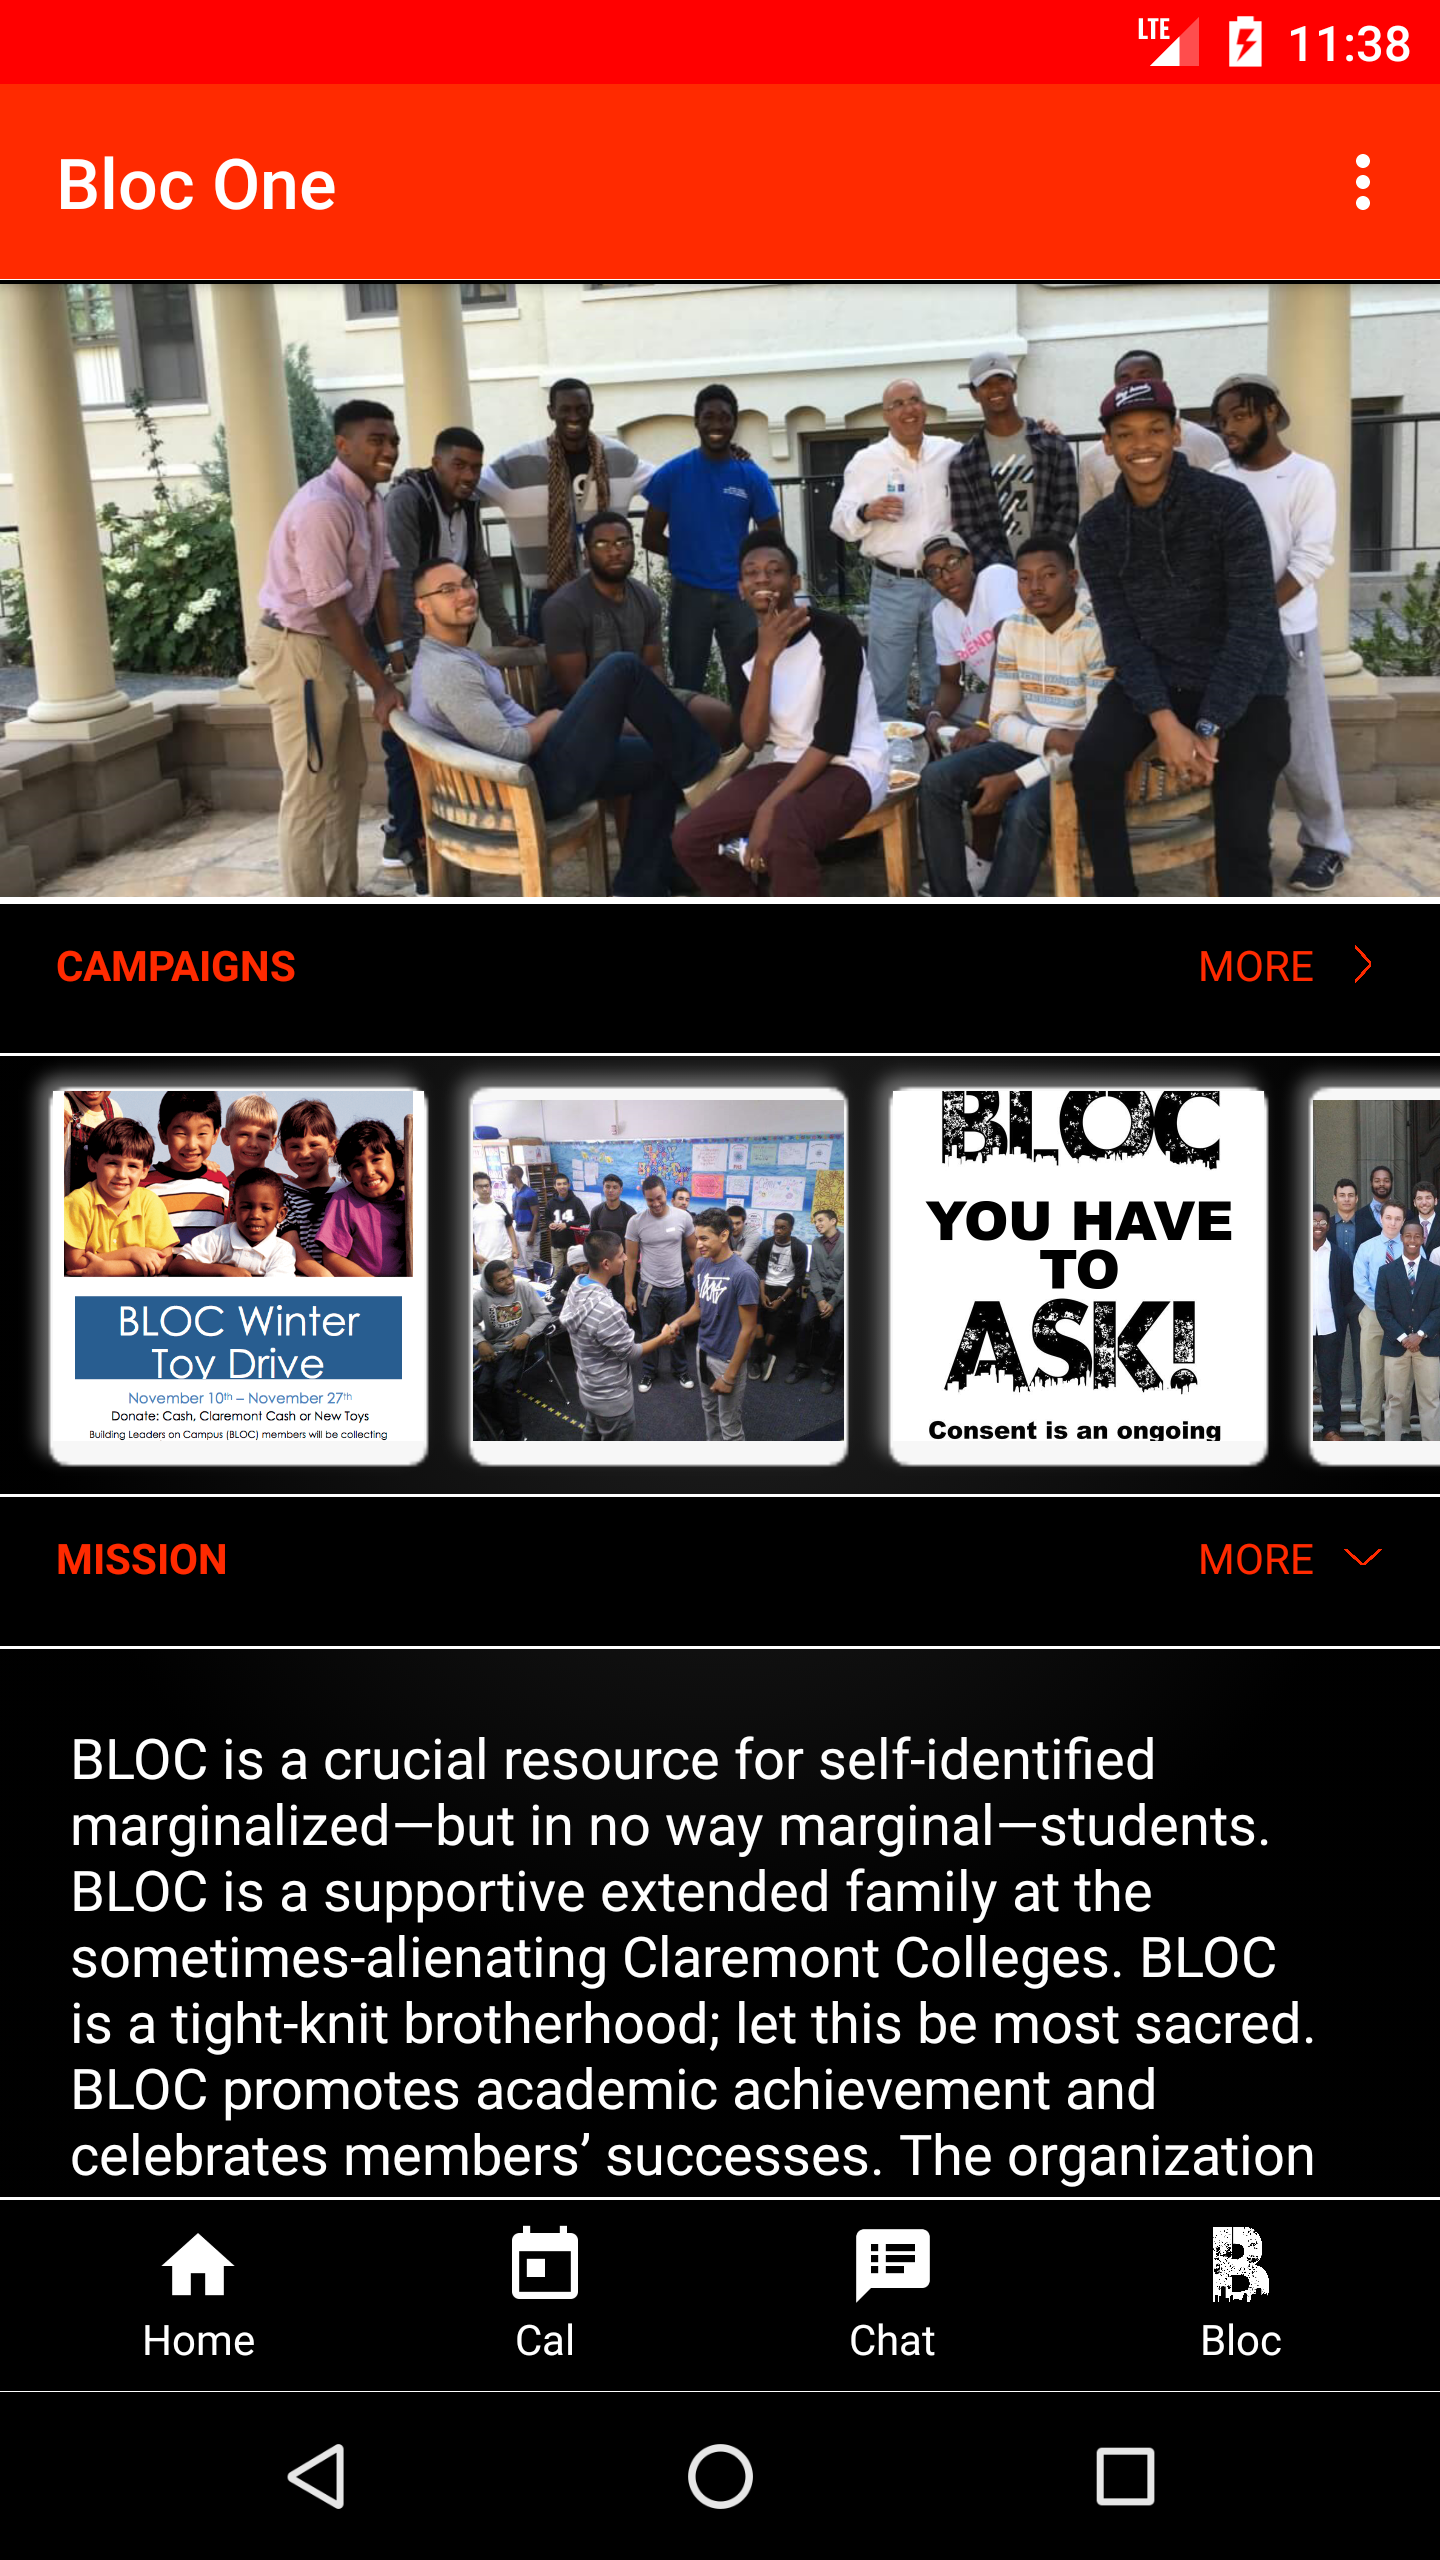 LTE 11:38
Bloc One
CAMPAIGNS MORE
BLOC Winter
Toy Drive
November 10th – November 27th
Donate: Cash, Claremont Cash or New Toys
Building Leaders on Campus (BLOC) members will be collecting
14
BLOC
YOU HAVE
TO
ASK!
Consent is an ongoing
MISSION MORE
BLOC is a crucial resource for self-identified
marginalized—but in no way marginal—students.
BLOC is a supportive extended family at the
sometimes-alienating Claremont Colleges. BLOC
is a tight-knit brotherhood; let this be most sacred.
BLOC promotes academic achievement and
celebrates members’ successes. The organization
Home Cal Chat Bloc